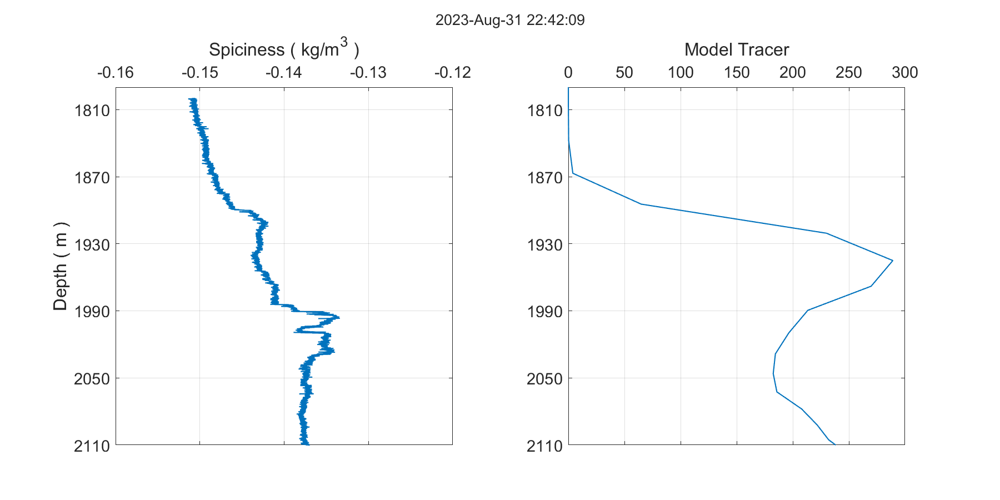 2023-Aug-31 22:42:09
Spiciness ( kg/m³ )
-0.16 -0.15 -0.14 -0.13 -0.12
Depth ( m )
1810
1870
1930
1990
2050
2110
Model Tracer
0 50 100 150 200 250 300
1810
1870
1930
1990
2050
2110